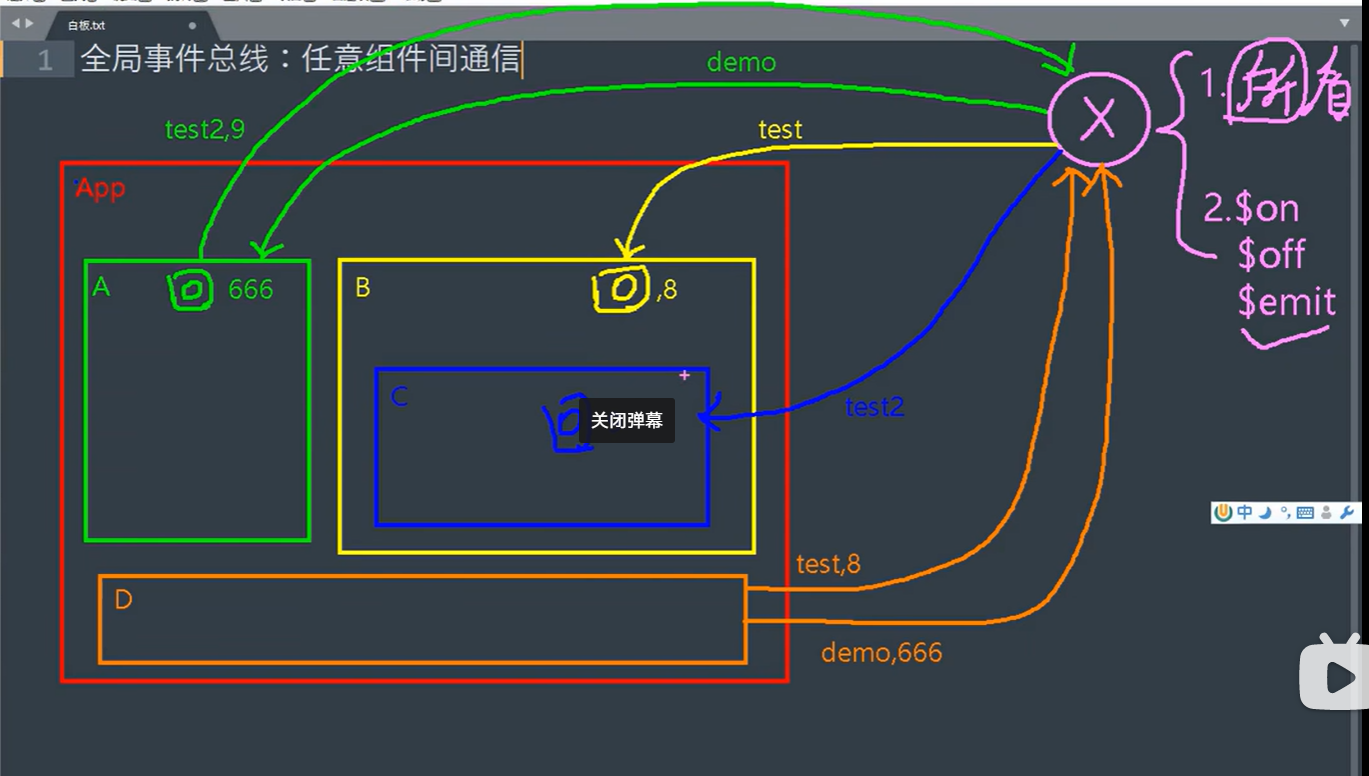 白板.txt
1 全局事件总线：任意组件间通信
demo
1.所有看
test2,9
test
App
2.$on
$off
$emit
A 666
B ,8
C
关闭弹幕
test2
中
test,8
D
demo,666